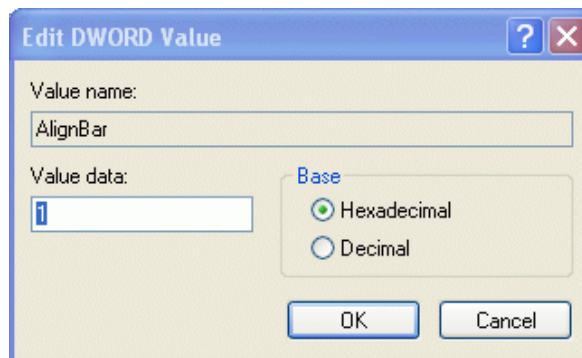 Edit DWORD Value
?
Value name:
AlignBar
Value data:
1
Base
Hexadecimal
Decimal
OK
Cancel